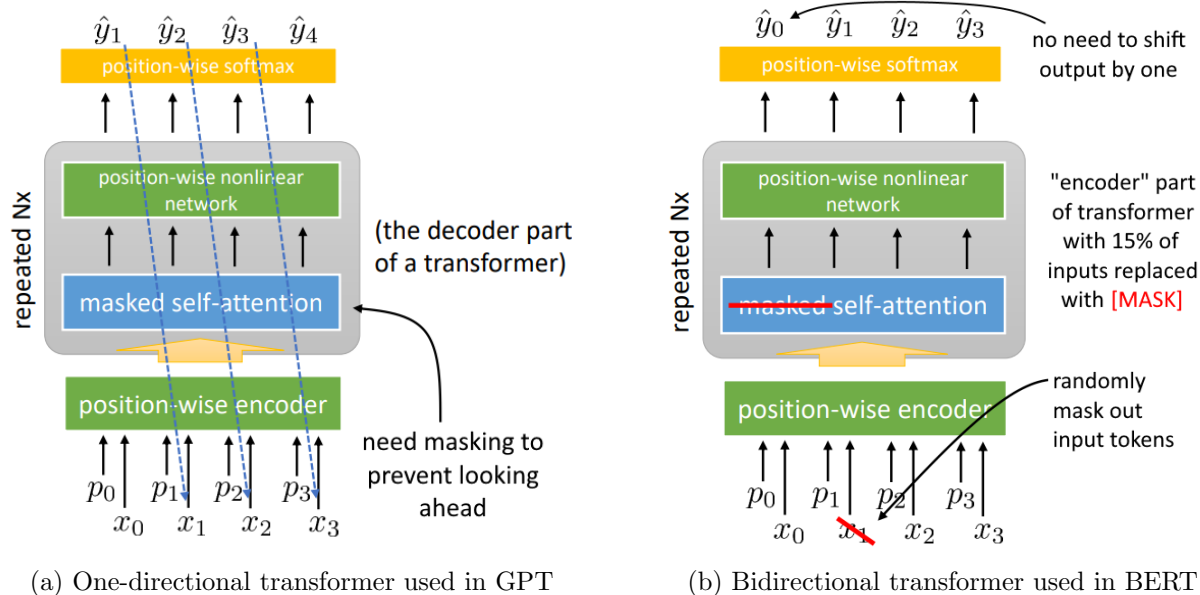 ŷ₁ ŷ₂ ŷ₃ ŷ₄
position-wise softmax
position-wise nonlinear
network
masked self-attention
repeated Nx
position-wise encoder
p₀ p₁ p₂ p₃
x₀ x₁ x₂ x₃
(the decoder part
of a transformer)
need masking to
prevent looking
ahead
(a) One-directional transformer used in GPT
ŷ₀ ŷ₁ ŷ₂ ŷ₃
position-wise softmax
position-wise nonlinear
network
masked self-attention
repeated Nx
position-wise encoder
p₀ p₁ p₂ p₃
x₀ x₁ x₂ x₃
no need to shift
output by one
"encoder" part
of transformer
with 15% of
inputs replaced
with [MASK]
randomly
mask out
input tokens
(b) Bidirectional transformer used in BERT